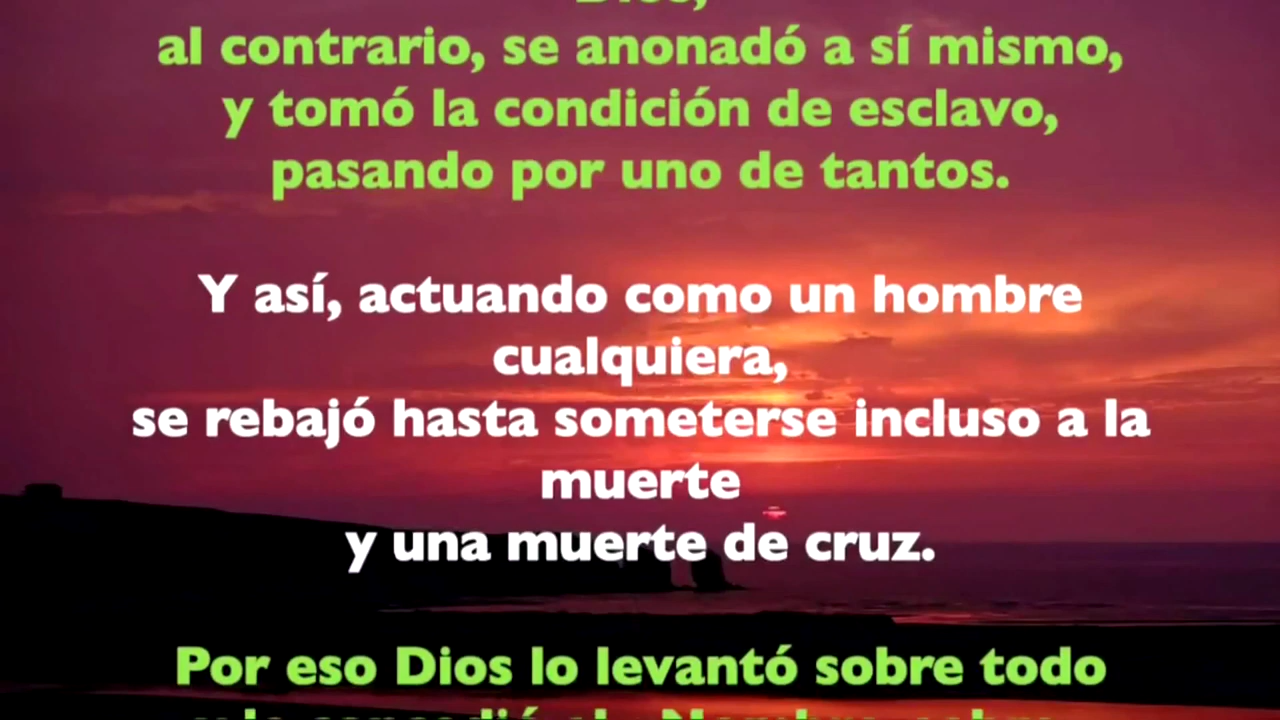 Dios,
al contrario, se anonadó a sí mismo,
y tomó la condición de esclavo,
pasando por uno de tantos.
Y así, actuando como un hombre
cualquiera,
se rebajó hasta someterse incluso a la
muerte
y una muerte de cruz.
Por eso Dios lo levantó sobre todo